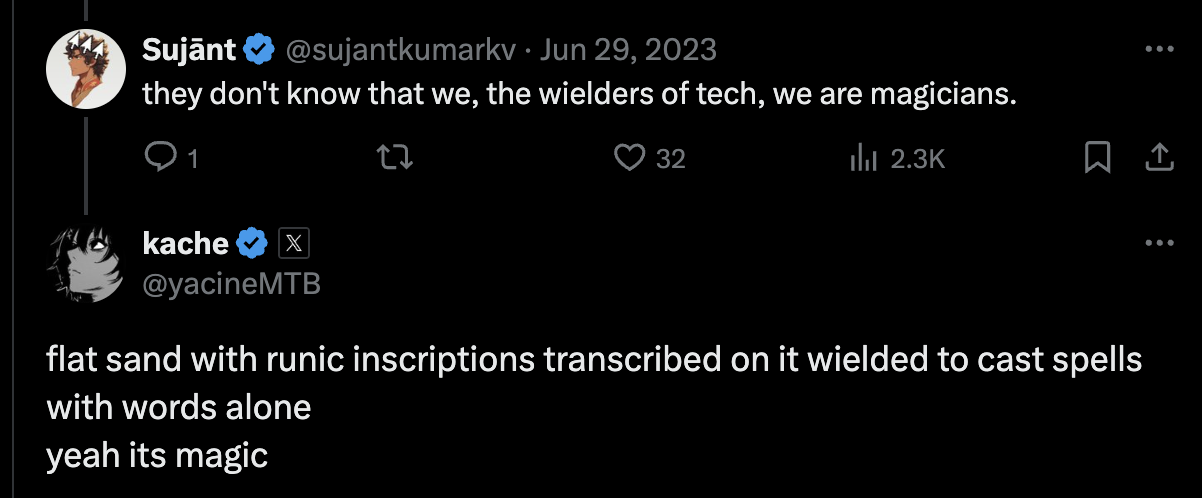 Sujānt @sujantkumarkv · Jun 29, 2023
they don't know that we, the wielders of tech, we are magicians.
1 32 2.3K
kache
@yacineMTB
flat sand with runic inscriptions transcribed on it wielded to cast spells
with words alone
yeah its magic